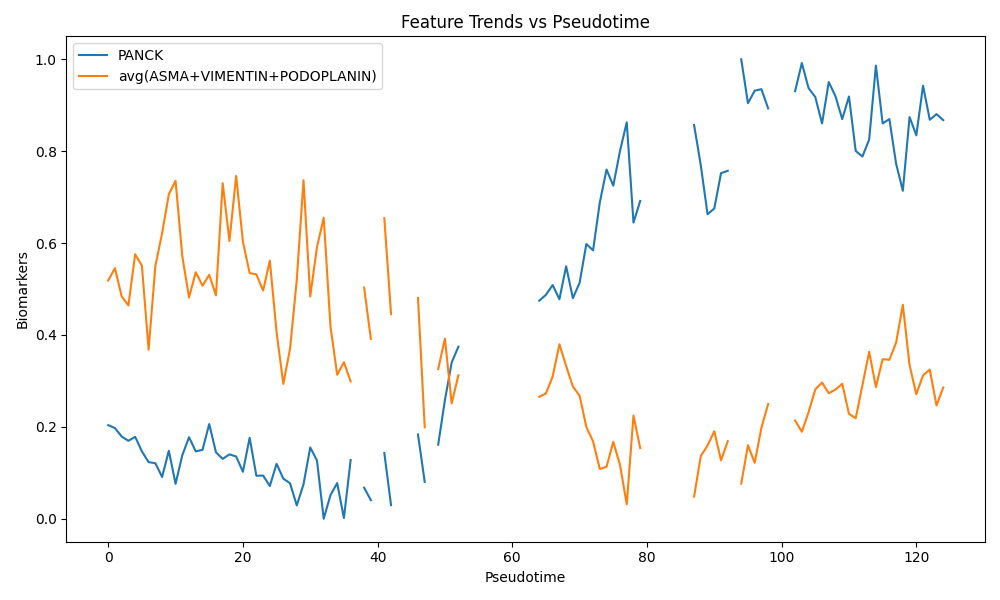 Feature Trends vs Pseudotime
PANCK
avg(ASMA+VIMENTIN+PODOPLANIN)
Biomarkers
1.0
0.8
0.6
0.4
0.2
0.0
0 20 40 60 80 100 120
Pseudotime